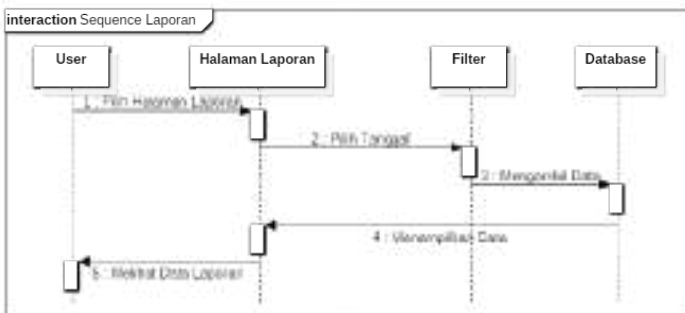 interaction Sequence Laporan
User
Halaman Laporan
Filter
Database
1 : Pilih Halaman Laporan
2 : Pilih Tanggal
3 : Mengambil Data
4 : Menampilkan Data
5 : Melihat Data Laporan